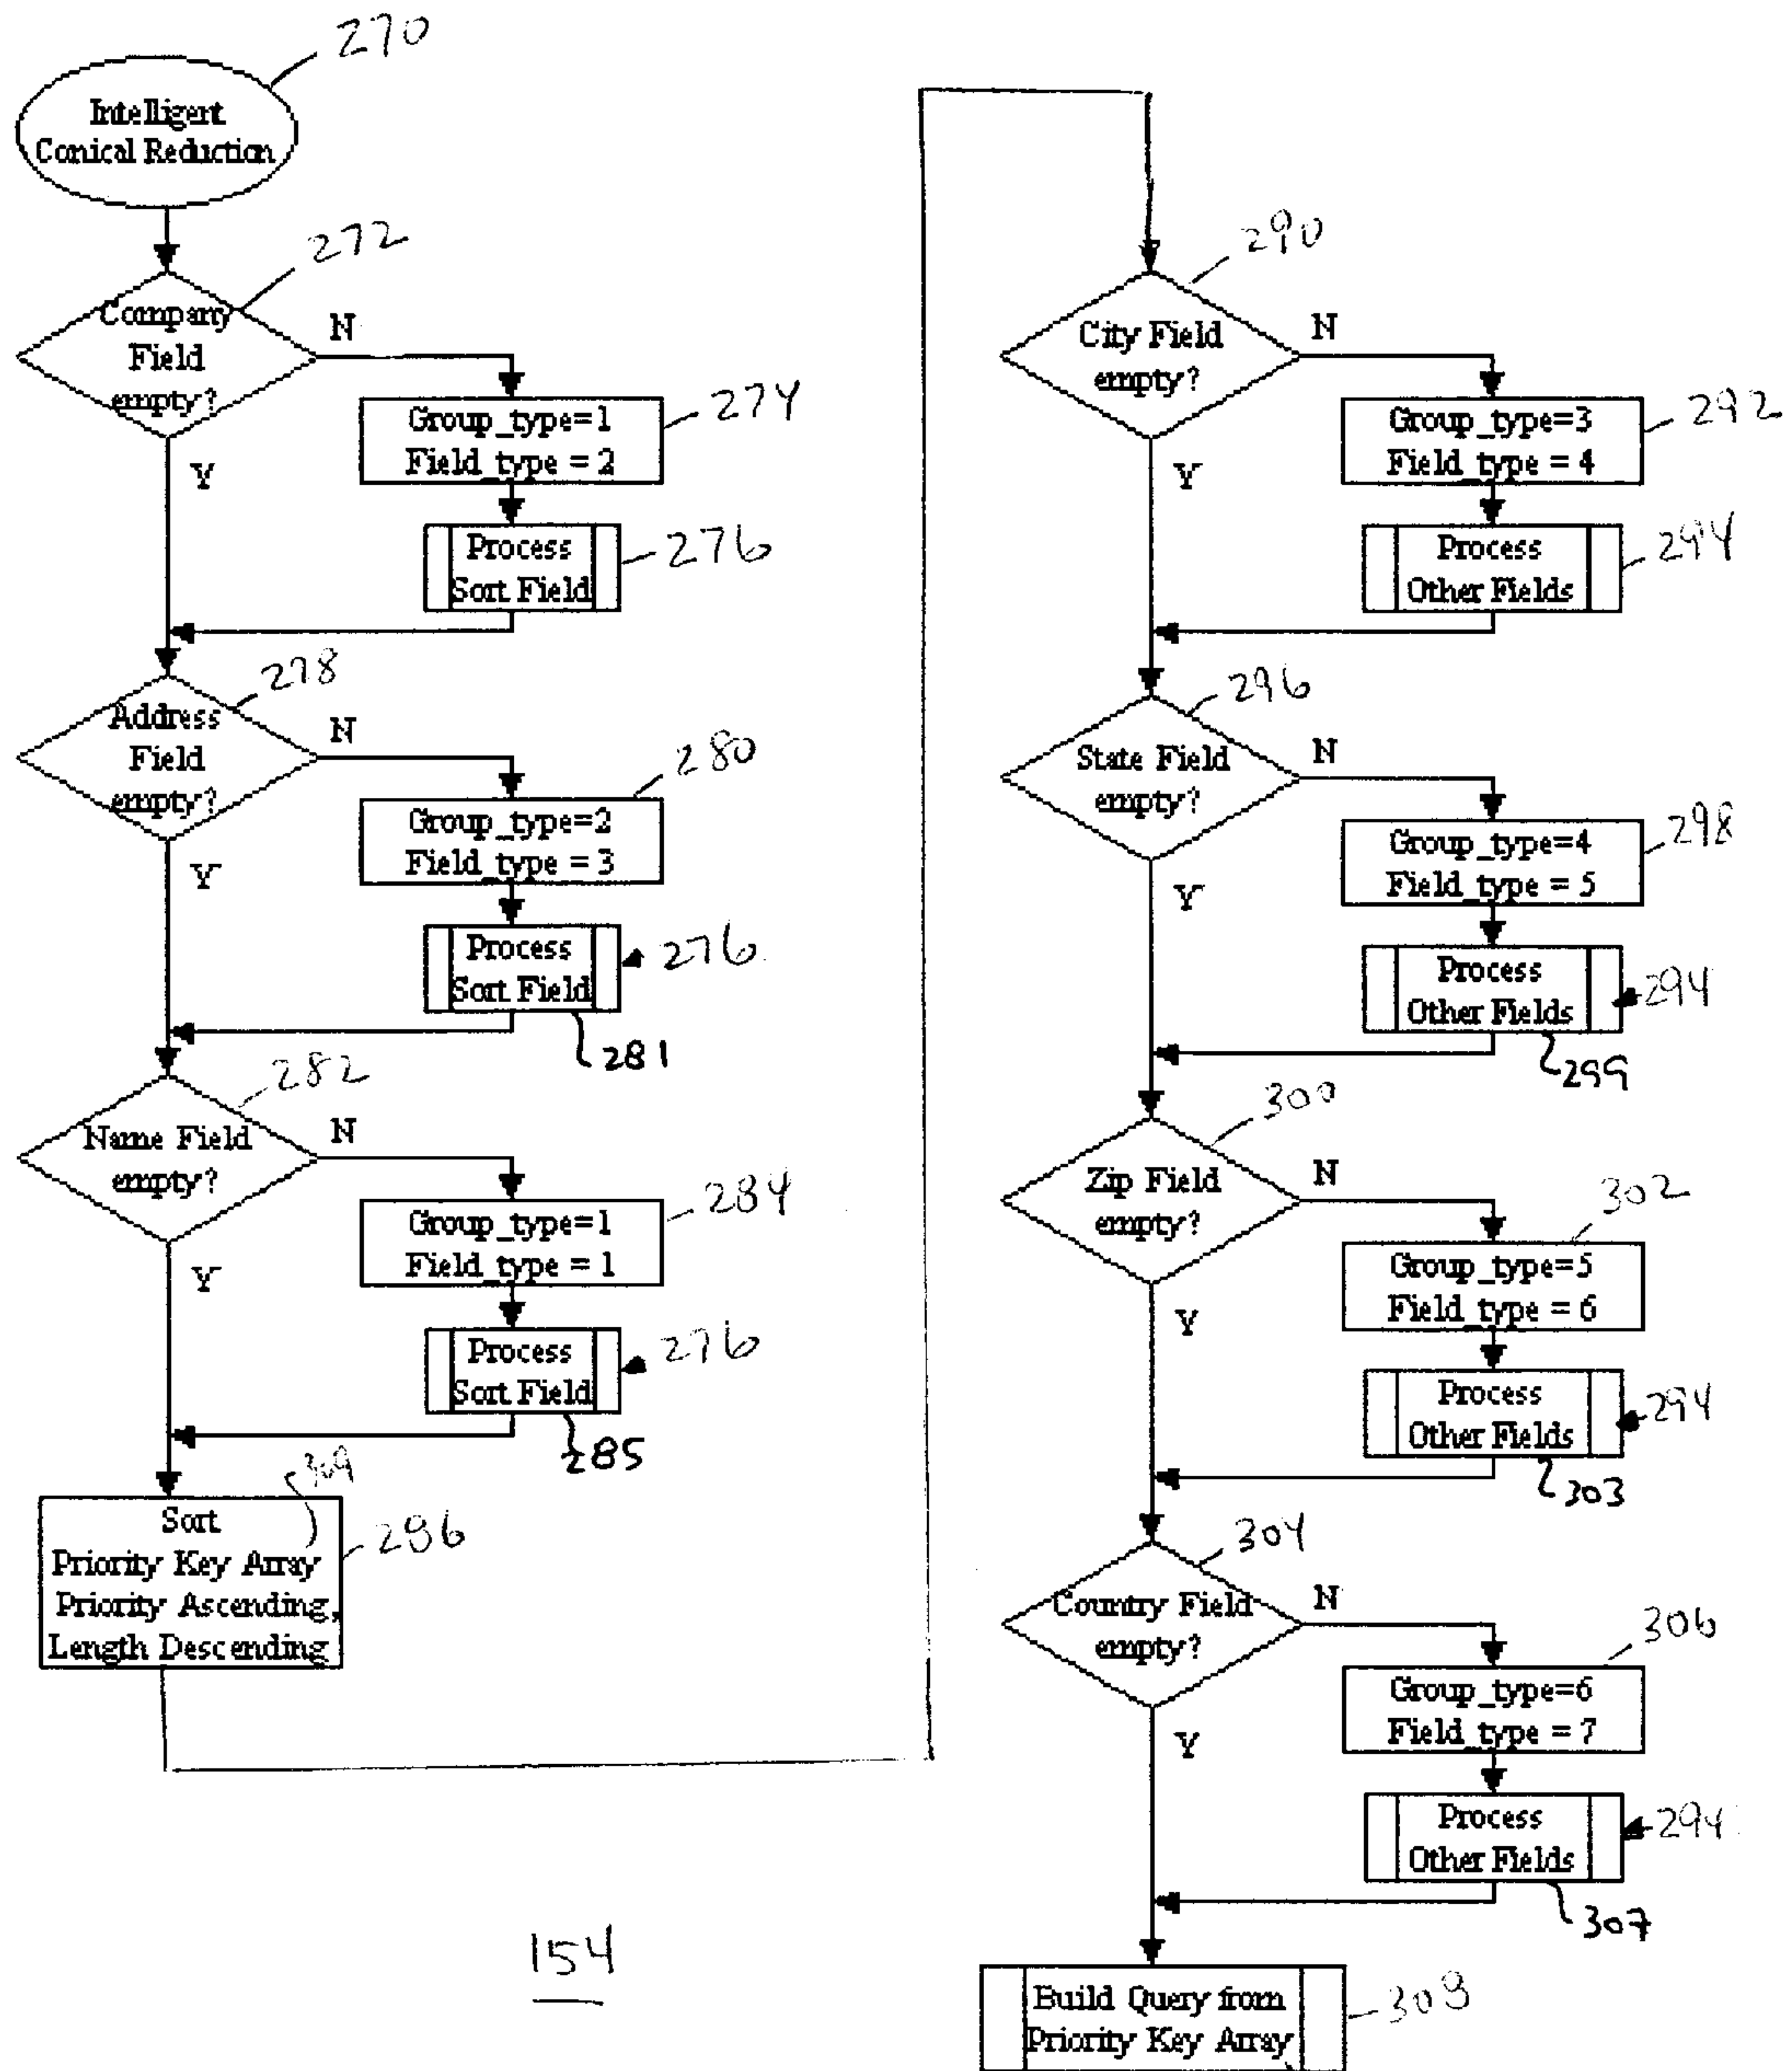 270
Intelligent
Conical Reduction
272
Company
Field
empty?
N
Y
274
Group_type=1
Field_type = 2
276
Process
Sort Field
278
Address
Field
empty?
N
Y
280
Group_type=2
Field_type = 3
276
Process
Sort Field
281
282
Name Field
empty?
N
Y
284
Group_type=1
Field_type = 1
276
Process
Sort Field
285
309
286
Sort
Priority Key Array
Priority Ascending,
Length Descending
290
City Field
empty?
N
Y
292
Group_type=3
Field_type = 4
294
Process
Other Fields
296
State Field
empty?
N
Y
298
Group_type=4
Field_type = 5
294
Process
Other Fields
299
300
Zip Field
empty?
N
Y
302
Group_type=5
Field_type = 6
294
Process
Other Fields
303
304
Country Field
empty?
N
Y
306
Group_type=6
Field_type = 7
294
Process
Other Fields
307
Build Query from
Priority Key Array
308
154